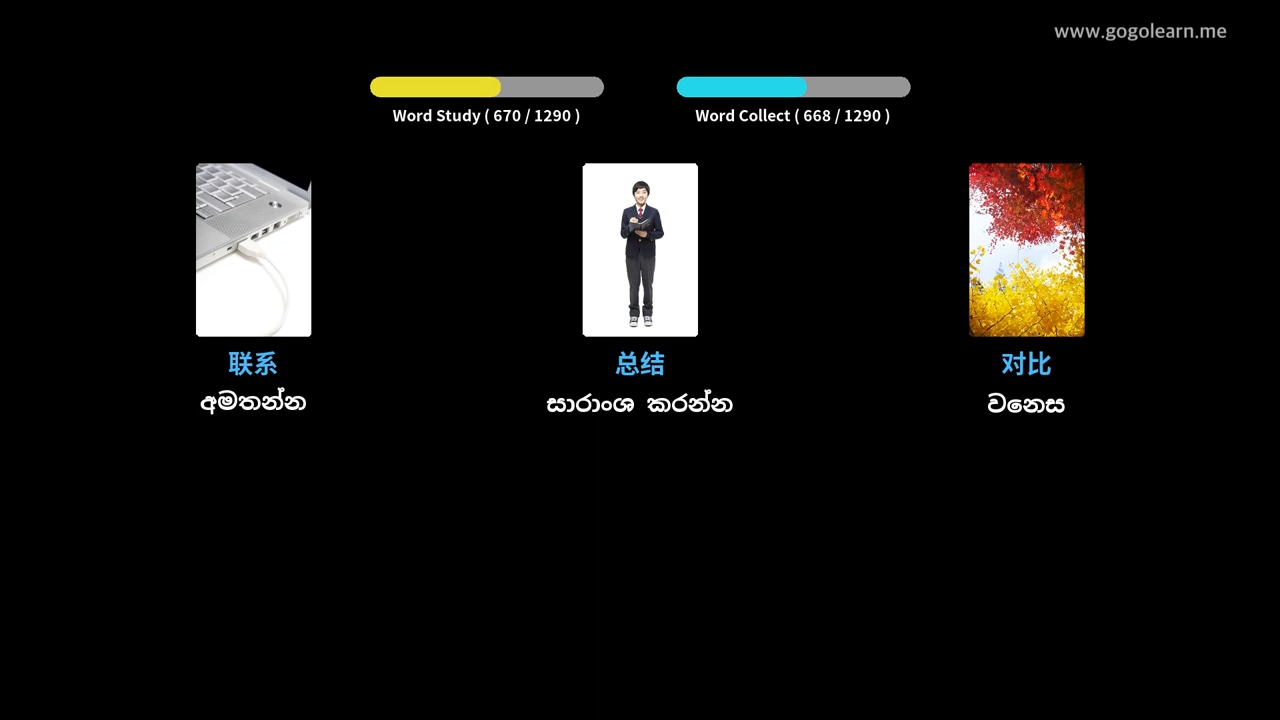 www.gogolearn.me
Word Study ( 670 / 1290 )
Word Collect ( 668 / 1290 )
联系
总结
对比
අමතන්න
සාරාංශ කරන්න
වනෙස